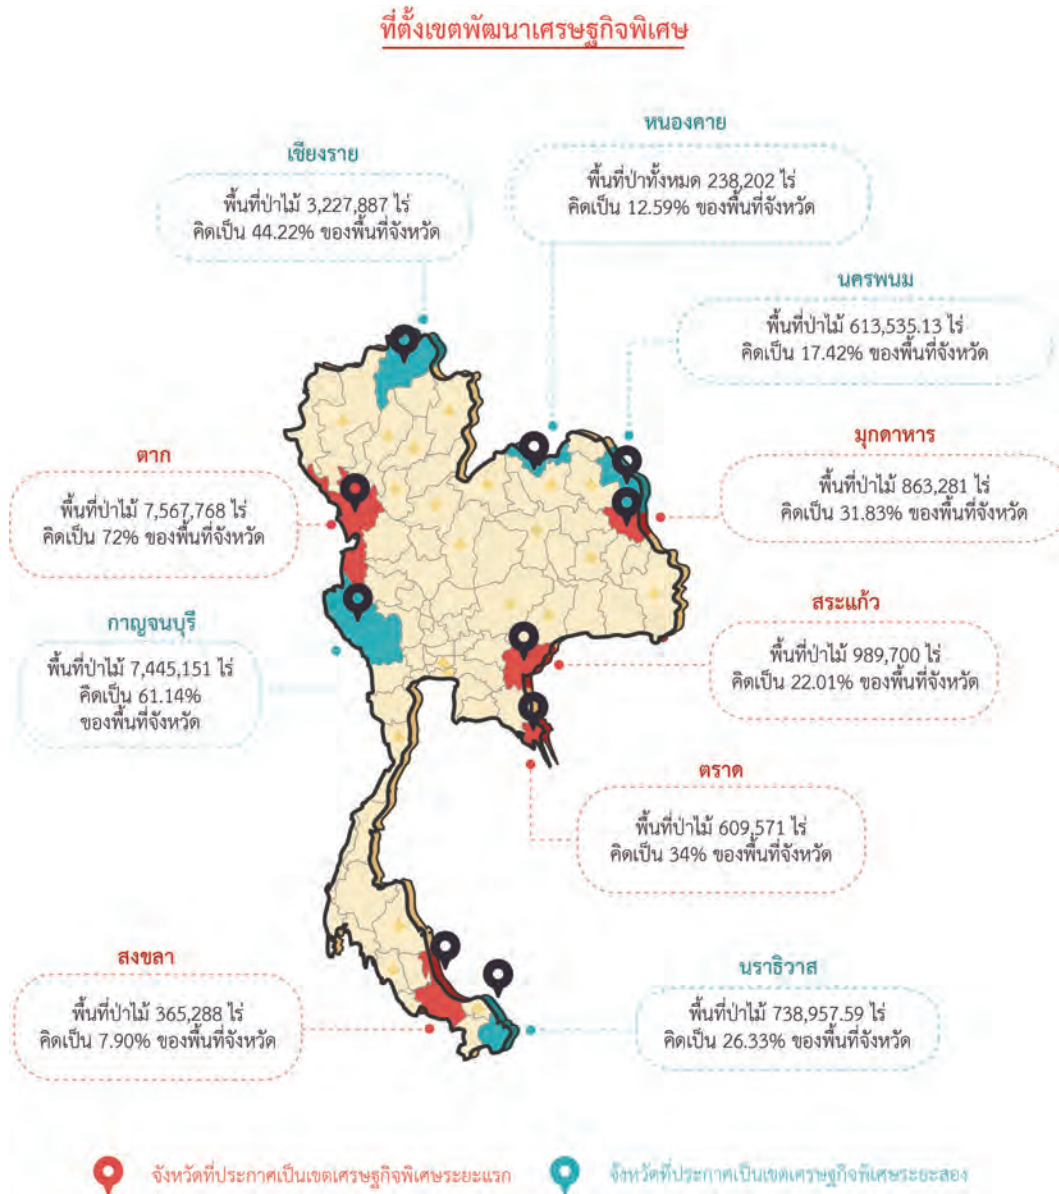 ที่ตั้งเขตพัฒนาเศรษฐกิจพิเศษ
หนองคาย
พื้นที่ป่าทั้งหมด 238,202 ไร่
คิดเป็น 12.59% ของพื้นที่จังหวัด
เชียงราย
พื้นที่ป่าไม้ 3,227,887 ไร่
คิดเป็น 44.22% ของพื้นที่จังหวัด
นครพนม
พื้นที่ป่าไม้ 613,535.13 ไร่
คิดเป็น 17.42% ของพื้นที่จังหวัด
มุกดาหาร
พื้นที่ป่าไม้ 863,281 ไร่
คิดเป็น 31.83% ของพื้นที่จังหวัด
ตาก
พื้นที่ป่าไม้ 7,567,768 ไร่
คิดเป็น 72% ของพื้นที่จังหวัด
สระแก้ว
พื้นที่ป่าไม้ 989,700 ไร่
คิดเป็น 22.01% ของพื้นที่จังหวัด
กาญจนบุรี
พื้นที่ป่าไม้ 7,445,151 ไร่
คิดเป็น 61.14%
ของพื้นที่จังหวัด
ตราด
พื้นที่ป่าไม้ 609,571 ไร่
คิดเป็น 34% ของพื้นที่จังหวัด
สงขลา
พื้นที่ป่าไม้ 365,288 ไร่
คิดเป็น 7.90% ของพื้นที่จังหวัด
นราธิวาส
พื้นที่ป่าไม้ 738,957.59 ไร่
คิดเป็น 26.33% ของพื้นที่จังหวัด
จังหวัดที่ประกาศเป็นเขตเศรษฐกิจพิเศษระยะแรก
จังหวัดที่ประกาศเป็นเขตเศรษฐกิจพิเศษระยะสอง